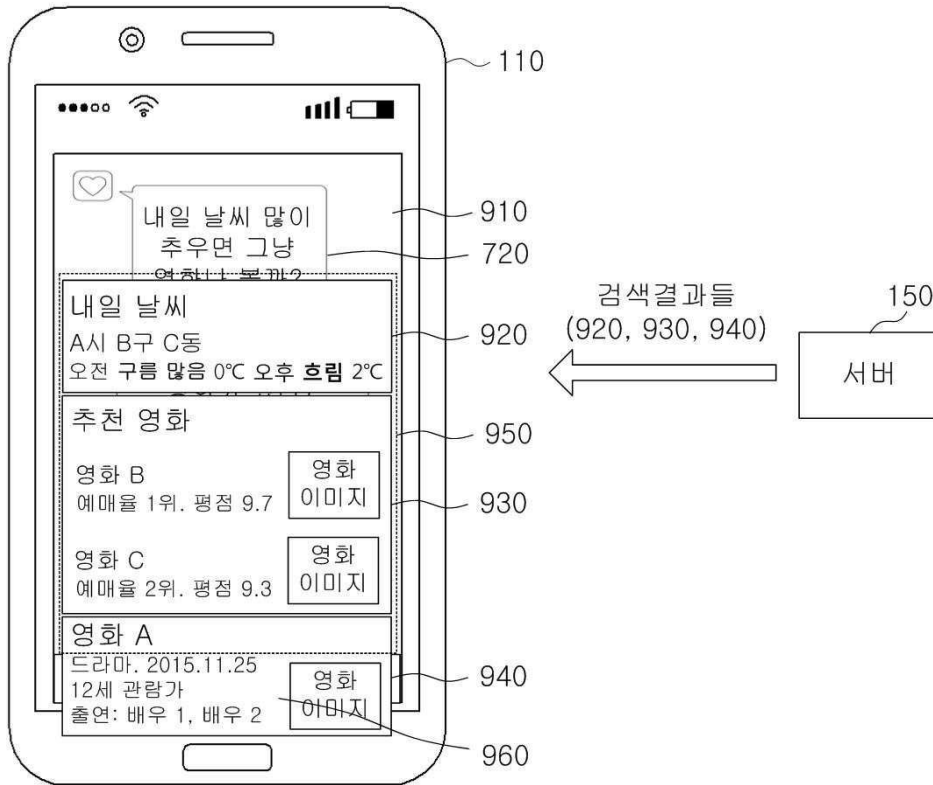 110
내일 날씨 많이
추우면 그냥
영화나 볼까?
910
720
내일 날씨
A시 B구 C동
오전 구름 많음 0℃ 오후 흐림 2℃
920
검색결과들
(920, 930, 940)
150
서버
추천 영화
950
영화 B
예매율 1위. 평점 9.7
영화
이미지
930
영화 C
예매율 2위. 평점 9.3
영화
이미지
영화 A
드라마. 2015.11.25
12세 관람가
출연: 배우 1, 배우 2
영화
이미지
940
960